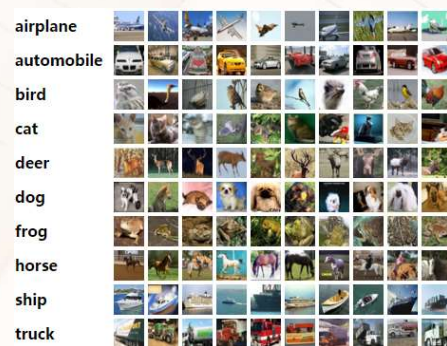 airplane
automobile
bird
cat
deer
dog
frog
horse
ship
truck